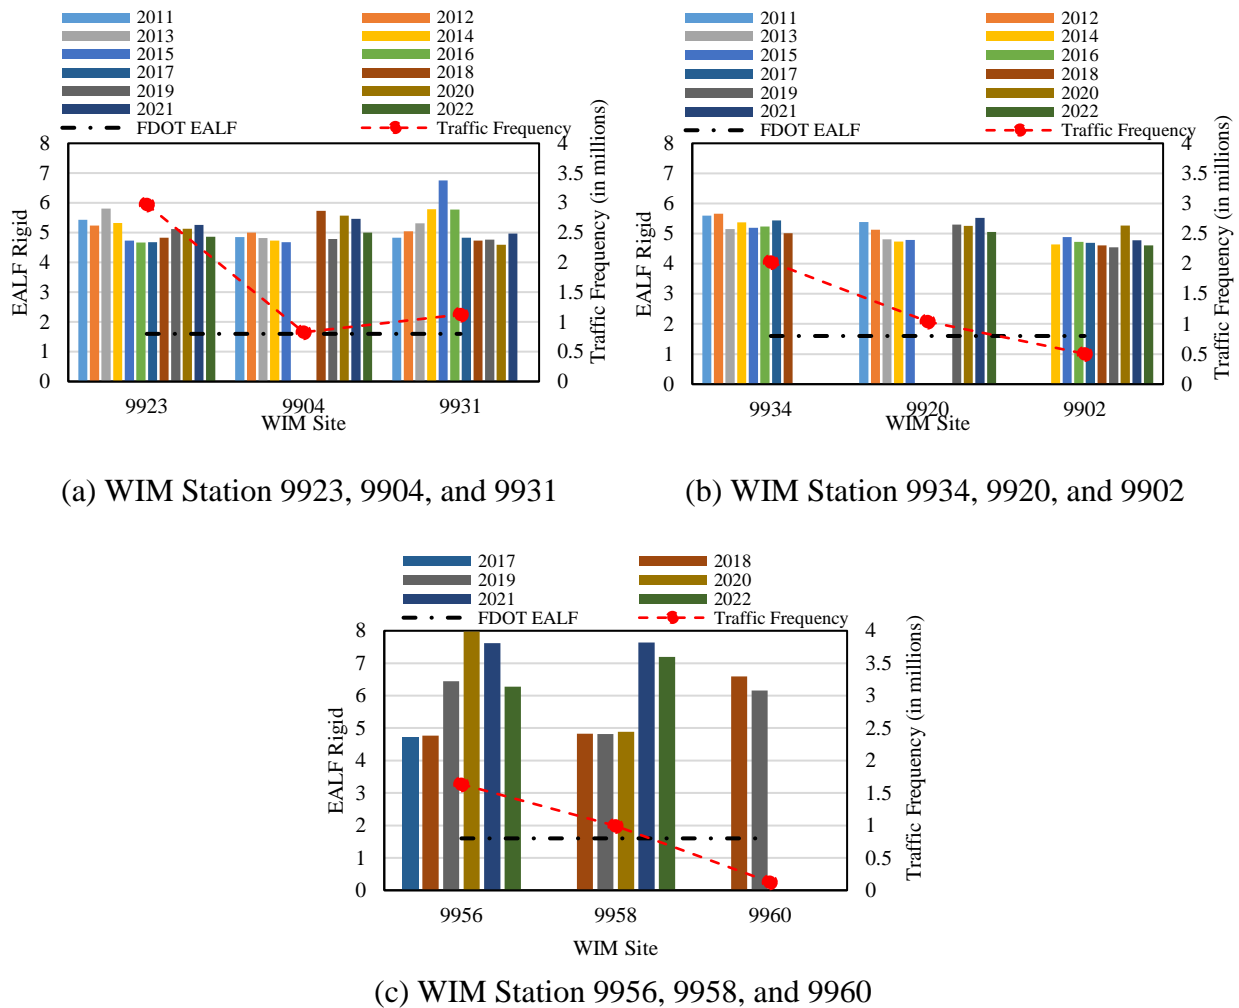 2011 2012
2013 2014
2015 2016
2017 2018
2019 2020
2021 2022
FDOT EALF Traffic Frequency
8 4
7 3.5
6 3
5 2.5
4 2
3 1.5
2 1
1 0.5
0 0
EALF Rigid
Traffic Frequency (in millions)
9923 9904 9931
WIM Site
(a) WIM Station 9923, 9904, and 9931
2011 2012
2013 2014
2015 2016
2017 2018
2019 2020
2021 2022
FDOT EALF Traffic Frequency
8 4
7 3.5
6 3
5 2.5
4 2
3 1.5
2 1
1 0.5
0 0
EALF Rigid
Traffic Frequency (in millions)
9934 9920 9902
WIM Site
(b) WIM Station 9934, 9920, and 9902
2017 2018
2019 2020
2021 2022
FDOT EALF Traffic Frequency
8 4
7 3.5
6 3
5 2.5
4 2
3 1.5
2 1
1 0.5
0 0
EALF Rigid
Traffic Frequency (in millions)
9956 9958 9960
WIM Site
(c) WIM Station 9956, 9958, and 9960